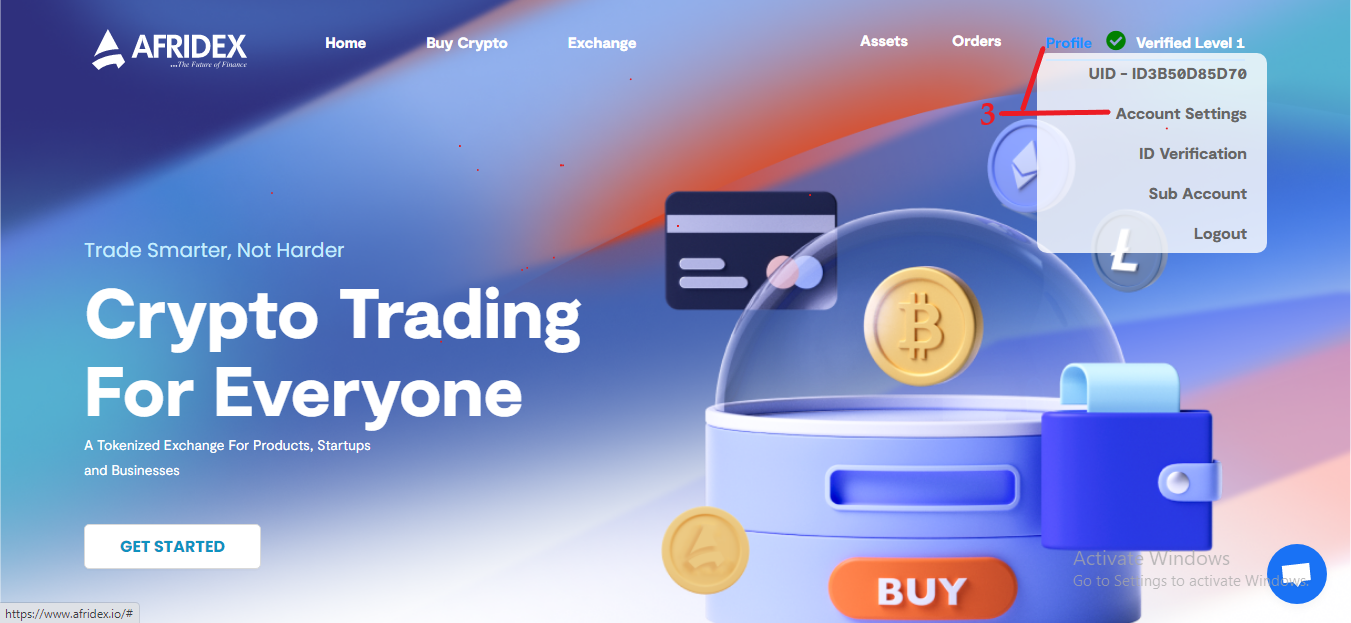 AFRIDEX
...The Future of Finance
Home
Buy Crypto
Exchange
Assets
Orders
Profile
Verified Level 1
UID - ID3B50D85D70
3
Account Settings
ID Verification
Sub Account
Logout
Trade Smarter, Not Harder
Crypto Trading
For Everyone
A Tokenized Exchange For Products, Startups
and Businesses
GET STARTED
BUY
Activate Windows
Go to Settings to activate Windows.
https://www.afridex.io/#